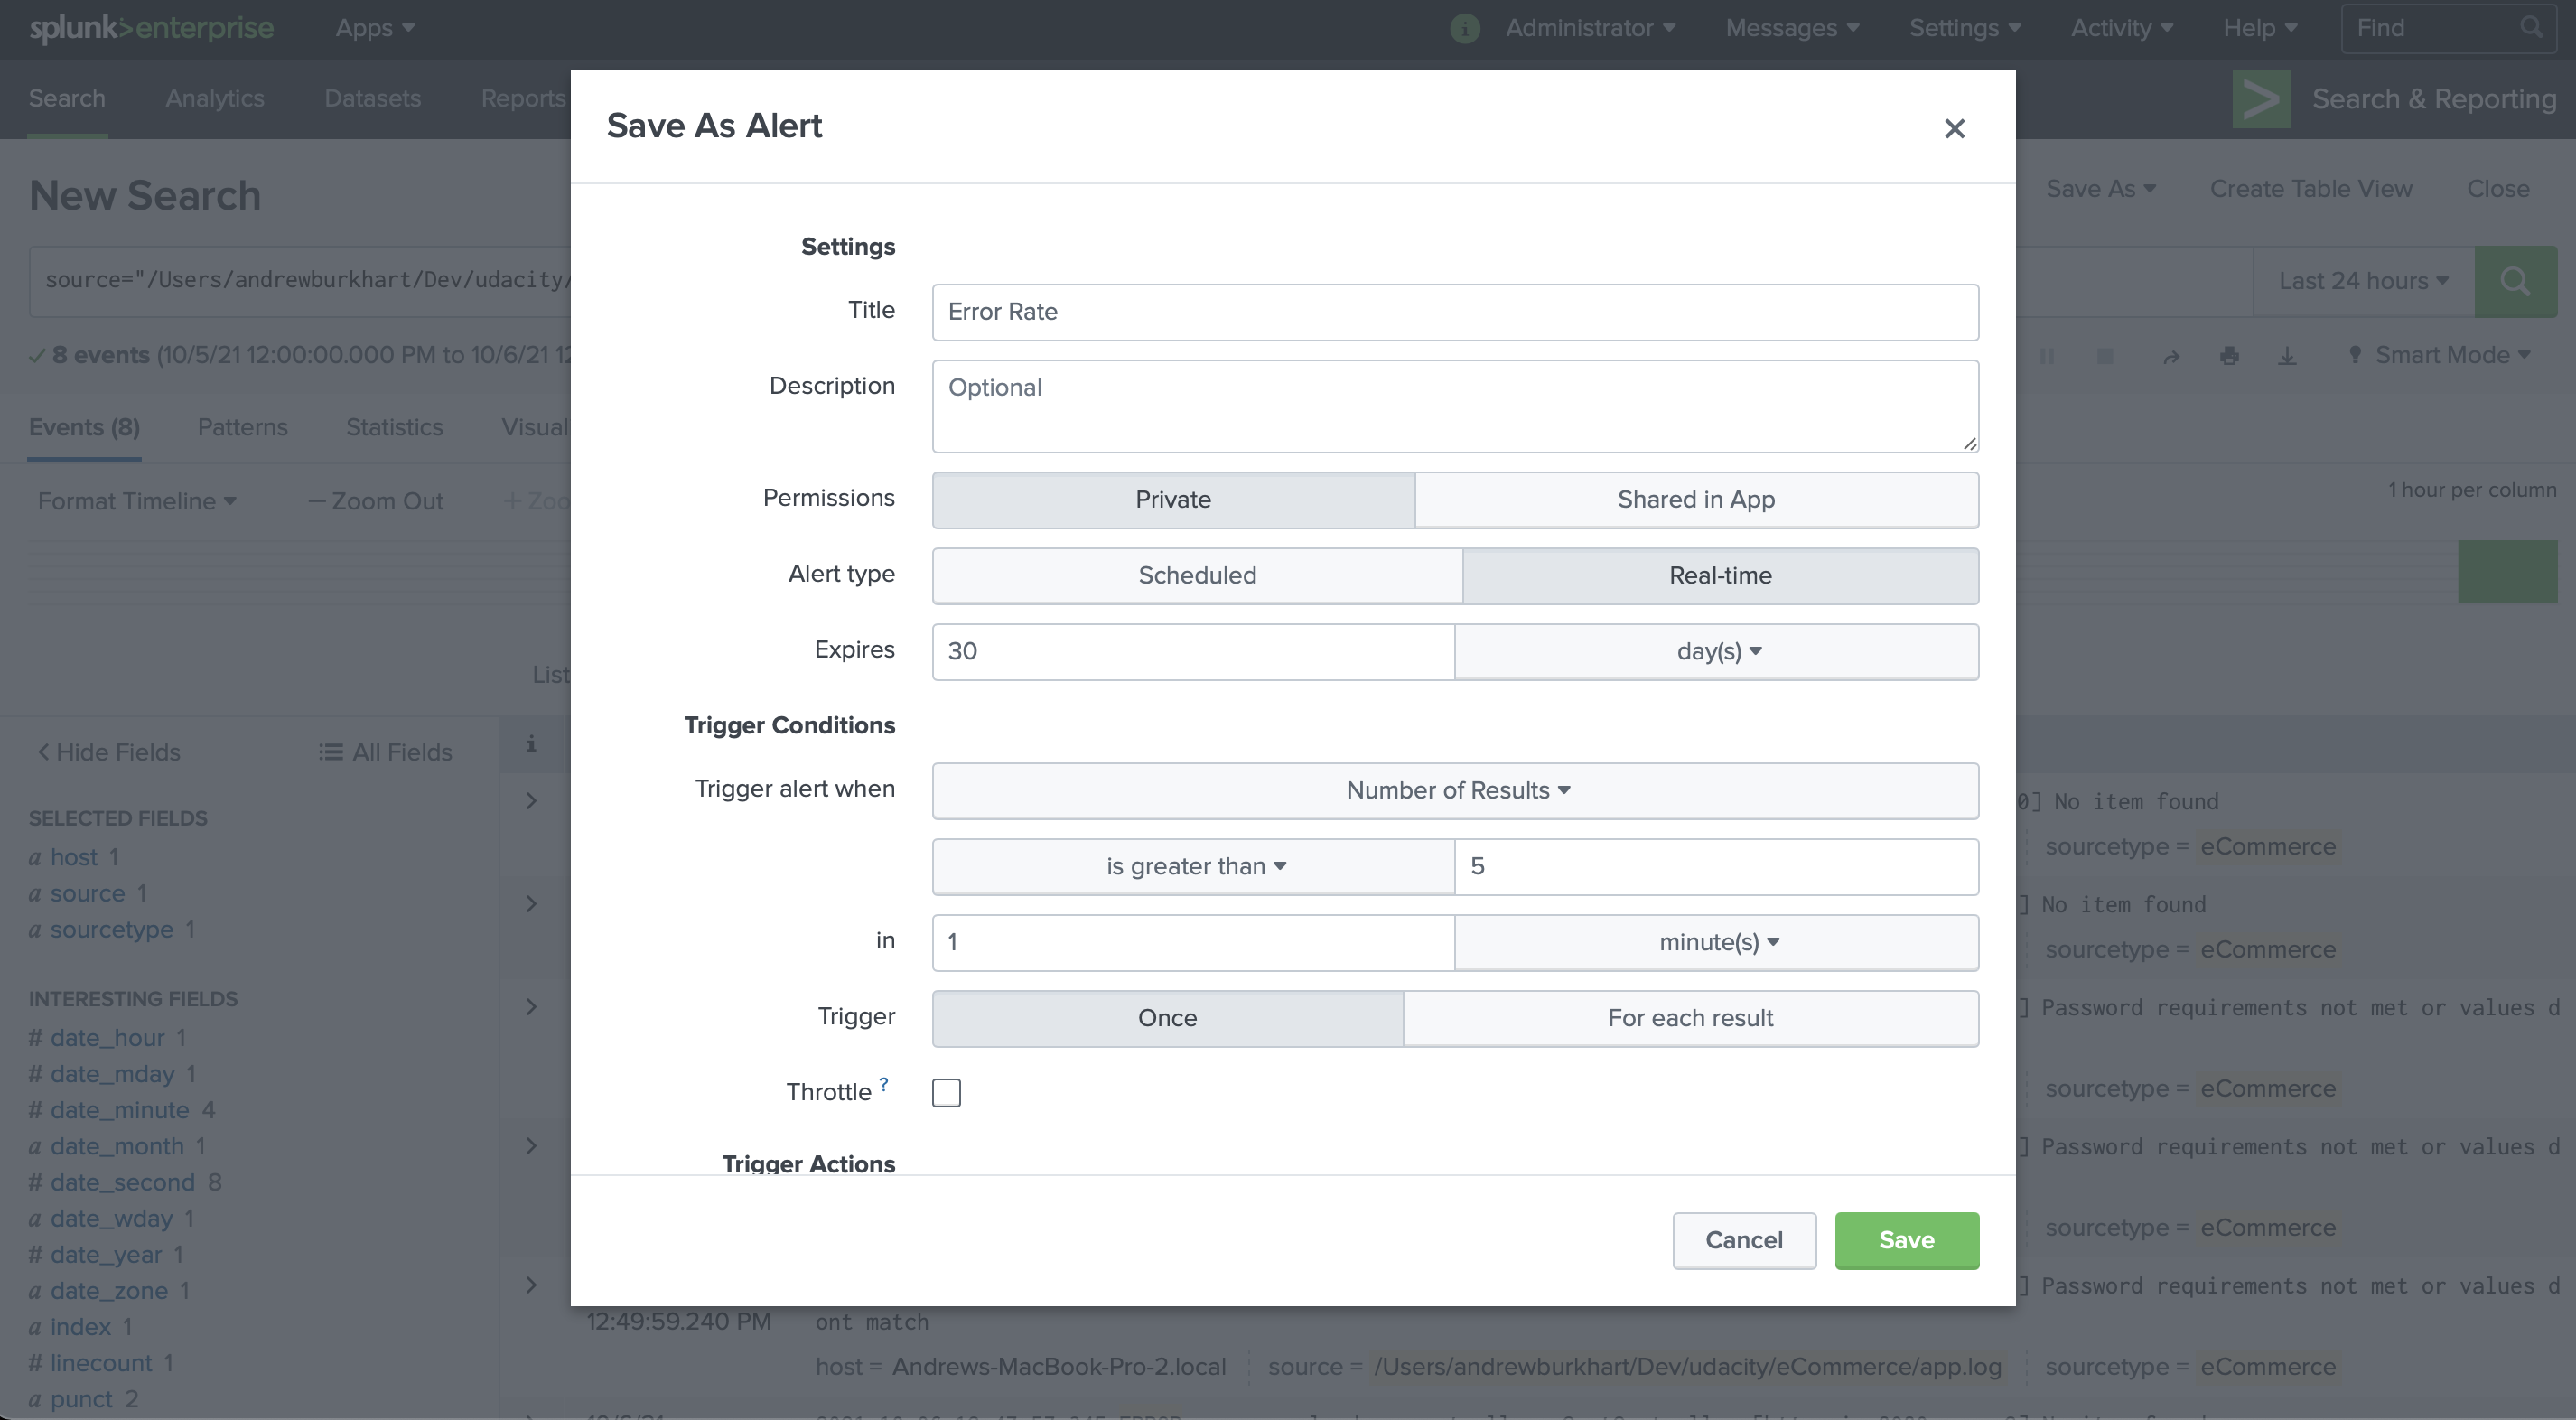 splunk>enterprise Apps
Administrator Messages Settings Activity Help Find
Search Analytics Datasets Reports
Search & Reporting
Save As Alert
New Search
Save As Create Table View Close
source="/Users/andrewburkhart/Dev/udacity/
Last 24 hours
8 events (10/5/21 12:00:00.000 PM to 10/6/21
Smart Mode
Events (8) Patterns Statistics Visual
Format Timeline Zoom Out
1 hour per column
List
Hide Fields All Fields
i
SELECTED FIELDS
a host 1
a source 1
a sourcetype 1
INTERESTING FIELDS
# date_hour 1
# date_mday 1
# date_minute 4
a date_month 1
# date_second 8
a date_wday 1
# date_year 1
a date_zone 1
a index 1
# linecount 1
a punct 2
Settings
Title Error Rate
Description Optional
Permissions Private Shared in App
Alert type Scheduled Real-time
Expires 30 day(s)
Trigger Conditions
Trigger alert when Number of Results
is greater than 5
in 1 minute(s)
Trigger Once For each result
Throttle ?
Trigger Actions
Cancel Save
0] No item found
sourcetype = eCommerce
] No item found
sourcetype = eCommerce
] Password requirements not met or values d
sourcetype = eCommerce
] Password requirements not met or values d
sourcetype = eCommerce
] Password requirements not met or values d
12:49:59.240 PM ont match
host = Andrews-MacBook-Pro-2.local source = /Users/andrewburkhart/Dev/udacity/eCommerce/app.log sourcetype = eCommerce